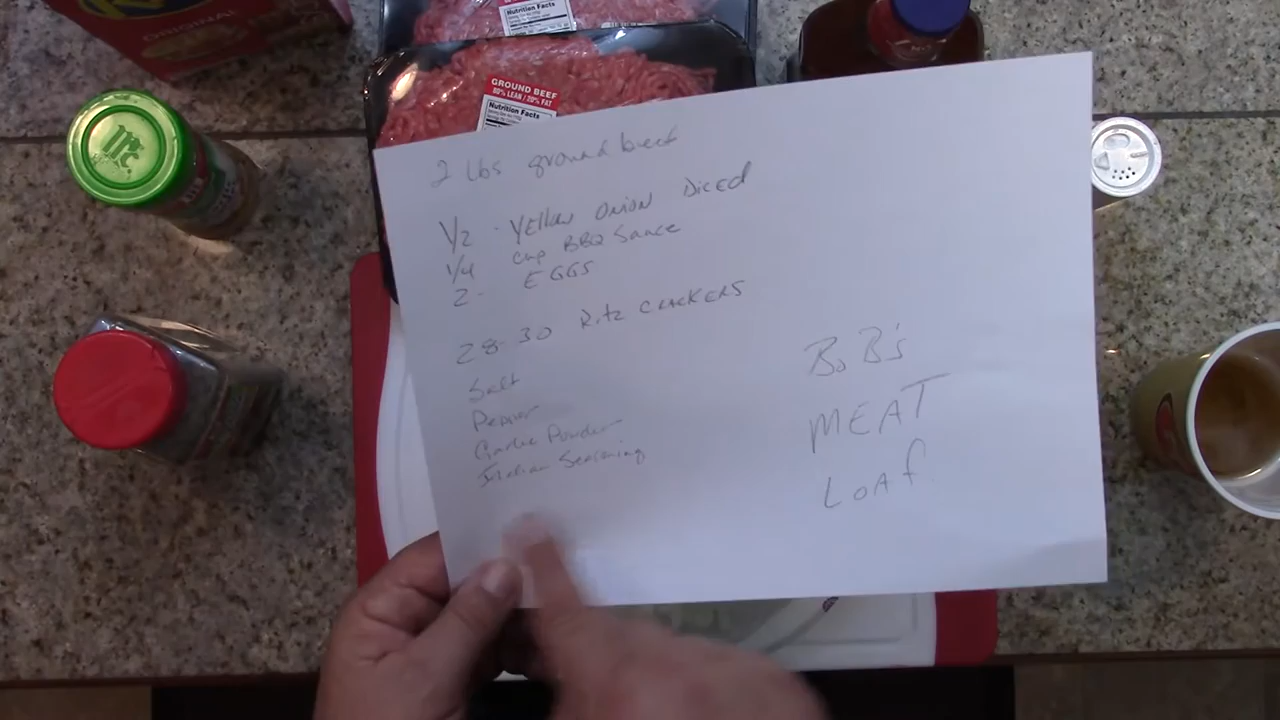 ORIGINAL
Nutrition Facts
GROUND BEEF
80% LEAN / 20% FAT
Nutrition Facts
Mc
2 lbs ground beef
1/2 - Yellow Onion Diced
1/4 cup BBQ Sauce
2 - EGGS
28-30 Ritz CRACKERS
Salt
Pepper
Garlic Powder
Italian Seasoning
BoB's
MEAT
LOAf